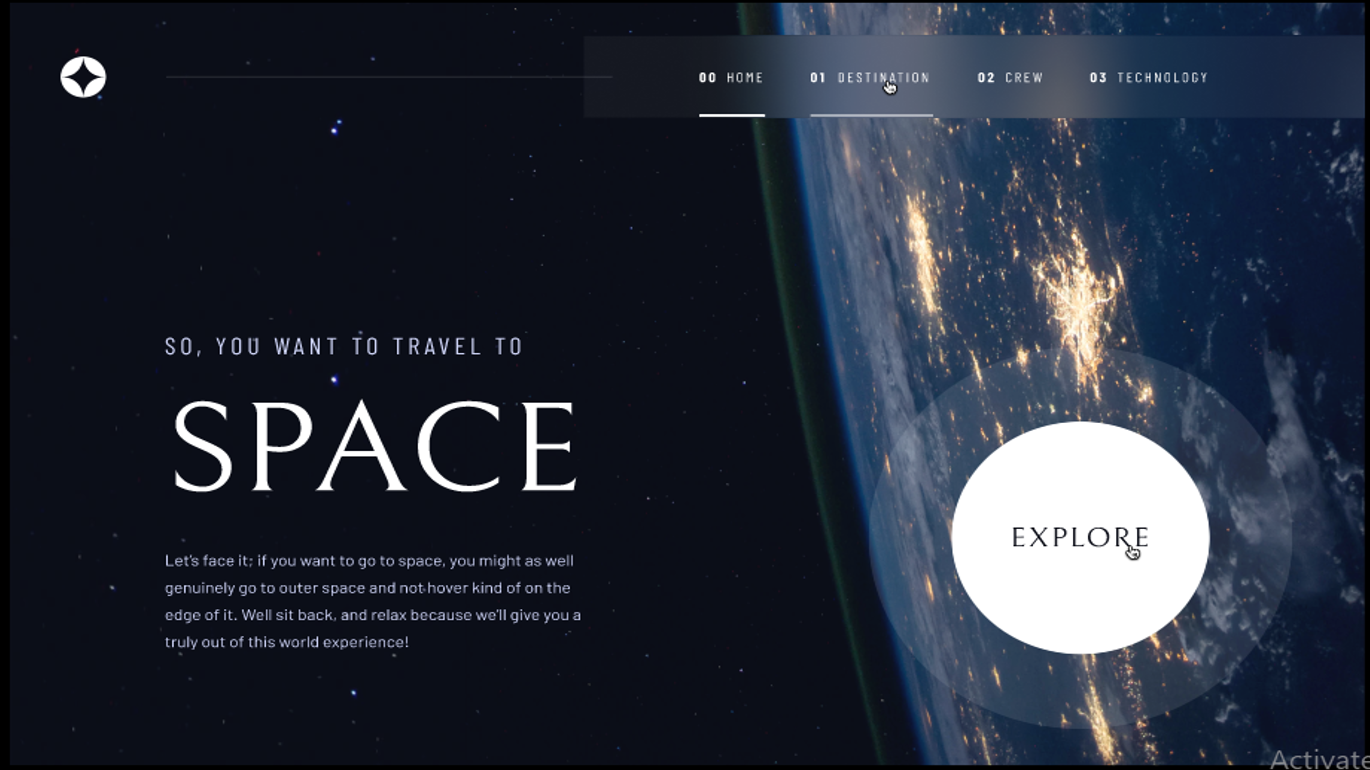 00 HOME 01 DESTINATION 02 CREW 03 TECHNOLOGY
SO, YOU WANT TO TRAVEL TO
SPACE
Let's face it; if you want to go to space, you might as well
genuinely go to outer space and not hover kind of on the
edge of it. Well sit back, and relax because we'll give you a
truly out of this world experience!
EXPLORE
Activate